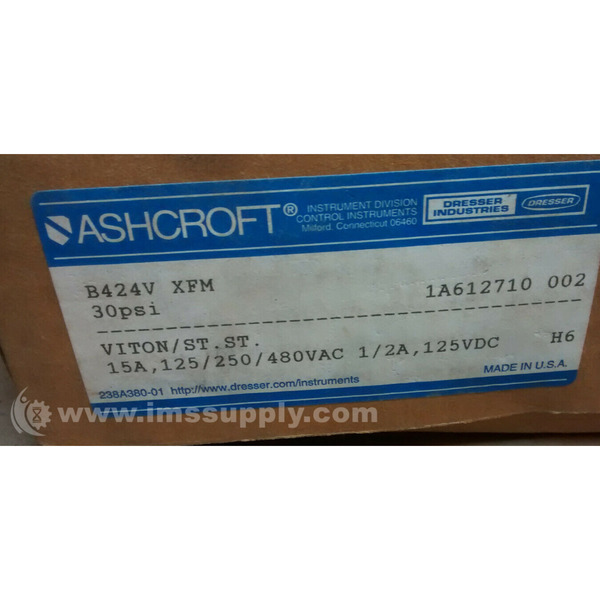 ASHCROFT®
INSTRUMENT DIVISION
CONTROL INSTRUMENTS
Milford, Connecticut 06460
DRESSER
INDUSTRIES
DRESSER
B424V XFM 1A612710 002
30psi
VITON/ST.ST.
15A,125/250/480VAC 1/2A,125VDC H6
238A380-01 http://www.dresser.com/instruments
MADE IN U.S.A.
© www.imssupply.com